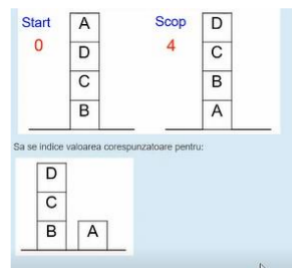 Start A Scop D
0 D 4 C
C B
B A
Sa se indice valoarea corespunzatoare pentru:
D
C
B A